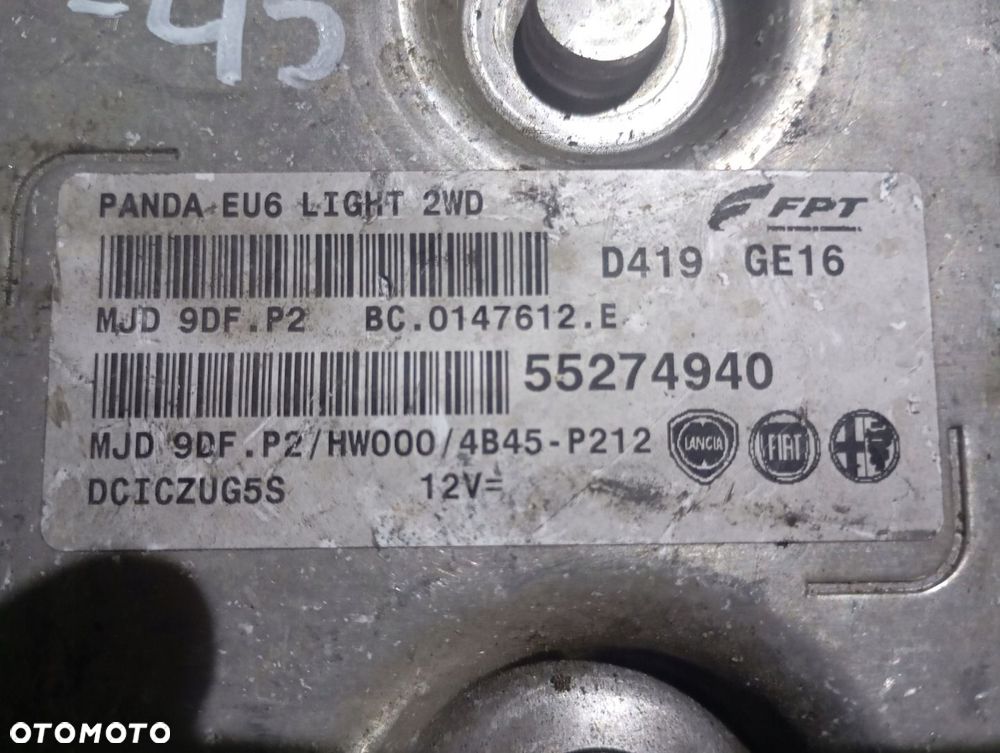 -45
PANDA EU6 LIGHT 2WD
FPT
D419 GE16
MJD 9DF.P2 BC.0147612.E
55274940
MJD 9DF.P2/HW000/4B45-P212
LANCIA FIAT
DCICZUG5S 12V=
OTOMOTO